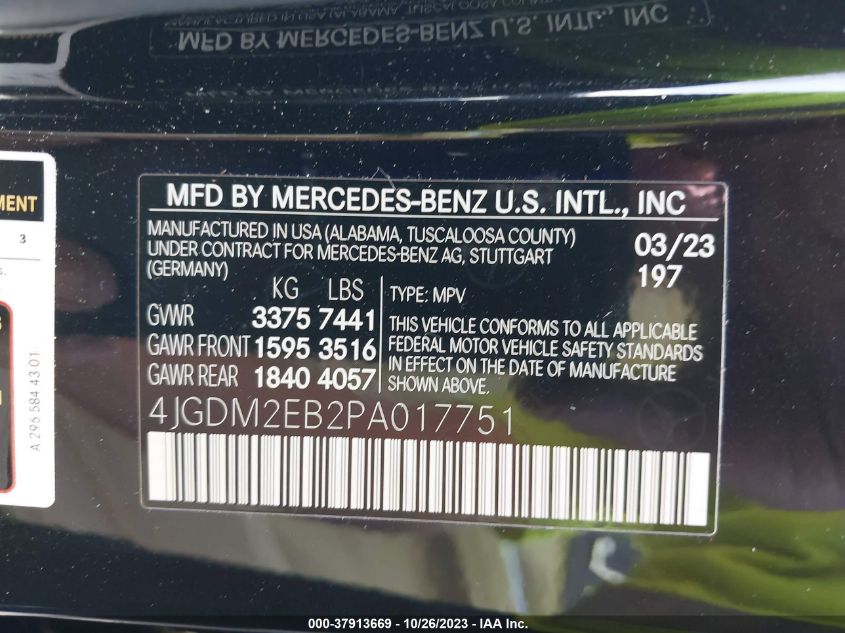 MFD BY MERCEDES-BENZ U.S. INTL., INC
MENT
3
A 296 584 43 01
MFD BY MERCEDES-BENZ U.S. INTL., INC
MANUFACTURED IN USA (ALABAMA, TUSCALOOSA COUNTY)
UNDER CONTRACT FOR MERCEDES-BENZ AG, STUTTGART
(GERMANY)
03/23
197
KG LBS
GVWR 3375 7441
GAWR FRONT 1595 3516
GAWR REAR 1840 4057
TYPE: MPV
THIS VEHICLE CONFORMS TO ALL APPLICABLE
FEDERAL MOTOR VEHICLE SAFETY STANDARDS
IN EFFECT ON THE DATE OF MANUFACTURE
SHOWN ABOVE.
4JGDM2EB2PA017751
000-37913669 - 10/26/2023 - IAA Inc.